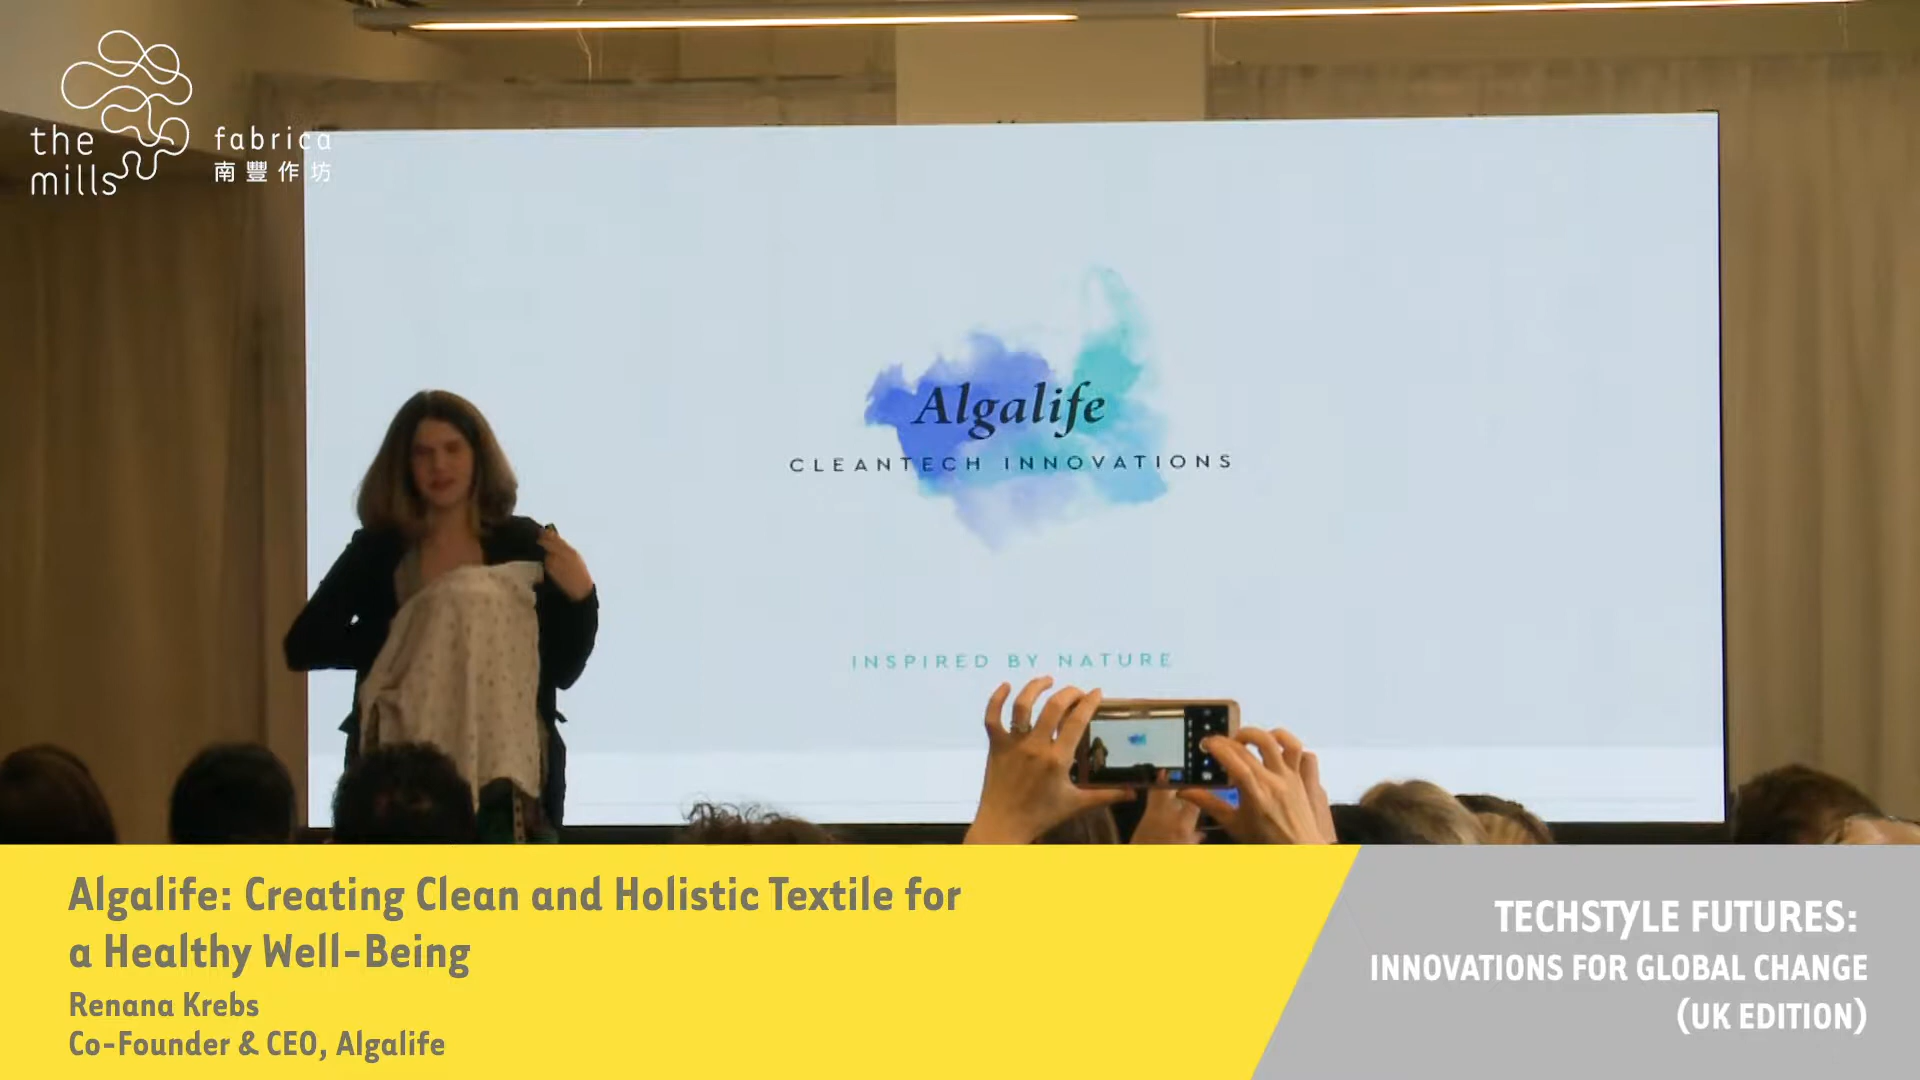 the
mills
fabrica
南豐作坊
Algalife
CLEANTECH INNOVATIONS
INSPIRED BY NATURE
Algalife: Creating Clean and Holistic Textile for
a Healthy Well-Being
Renana Krebs
Co-Founder & CEO, Algalife
TECHSTYLE FUTURES:
INNOVATIONS FOR GLOBAL CHANGE
(UK EDITION)